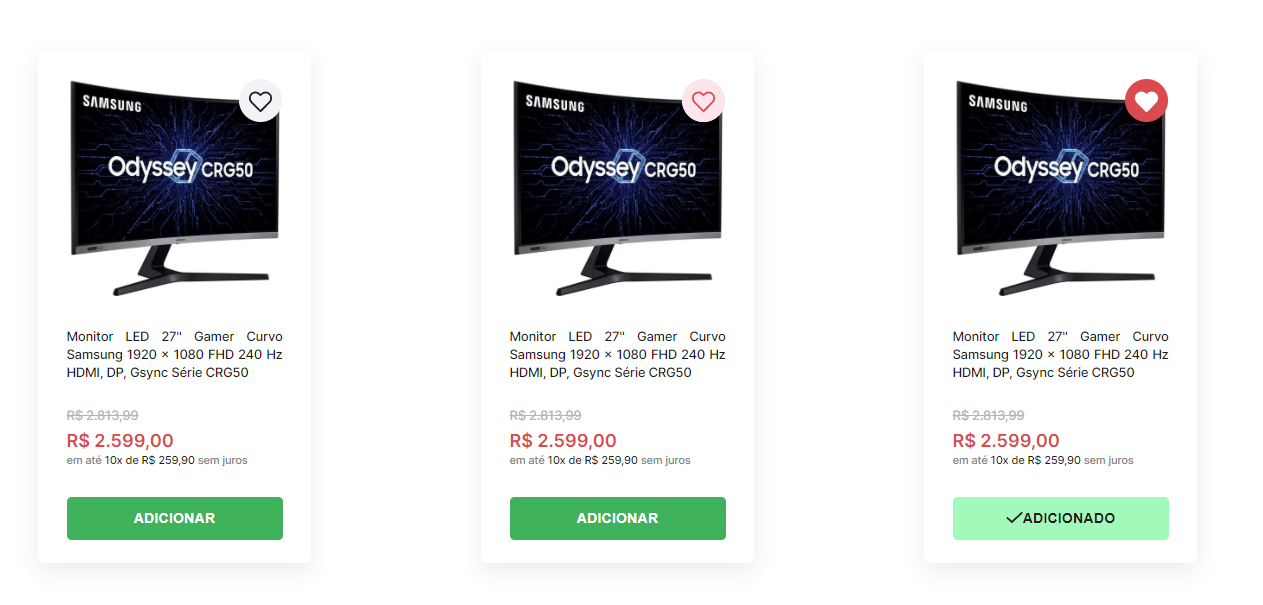 SAMSUNG
Odyssey CRG50
Monitor LED 27" Gamer Curvo
Samsung 1920 x 1080 FHD 240 Hz
HDMI, DP, Gsync Série CRG50
R$ 2.813,99
R$ 2.599,00
em até 10x de R$ 259,90 sem juros
ADICIONAR
SAMSUNG
Odyssey CRG50
Monitor LED 27" Gamer Curvo
Samsung 1920 x 1080 FHD 240 Hz
HDMI, DP, Gsync Série CRG50
R$ 2.813,99
R$ 2.599,00
em até 10x de R$ 259,90 sem juros
ADICIONAR
SAMSUNG
Odyssey CRG50
Monitor LED 27" Gamer Curvo
Samsung 1920 x 1080 FHD 240 Hz
HDMI, DP, Gsync Série CRG50
R$ 2.813,99
R$ 2.599,00
em até 10x de R$ 259,90 sem juros
ADICIONADO